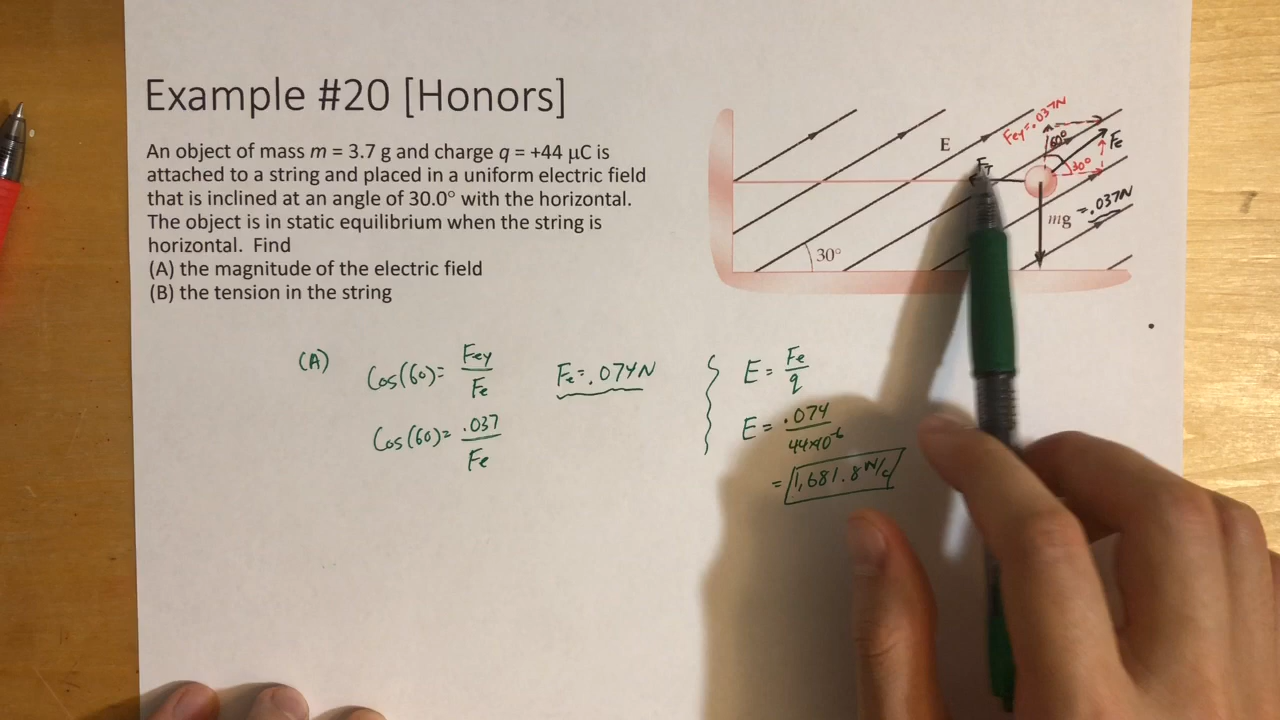 Example #20 [Honors]
An object of mass m = 3.7 g and charge q = +44 µC is
attached to a string and placed in a uniform electric field
that is inclined at an angle of 30.0° with the horizontal.
The object is in static equilibrium when the string is
horizontal. Find
(A) the magnitude of the electric field
(B) the tension in the string
E
Fey = .037N
60°
Fe
30°
FT
mg = .037N
30°
(A)
Cos(60) = Fey/Fe
Cos(60) = .037/Fe
Fe = .074N
E = Fe/q
E = .074/44x10^-6
= 1,681.8 N/C